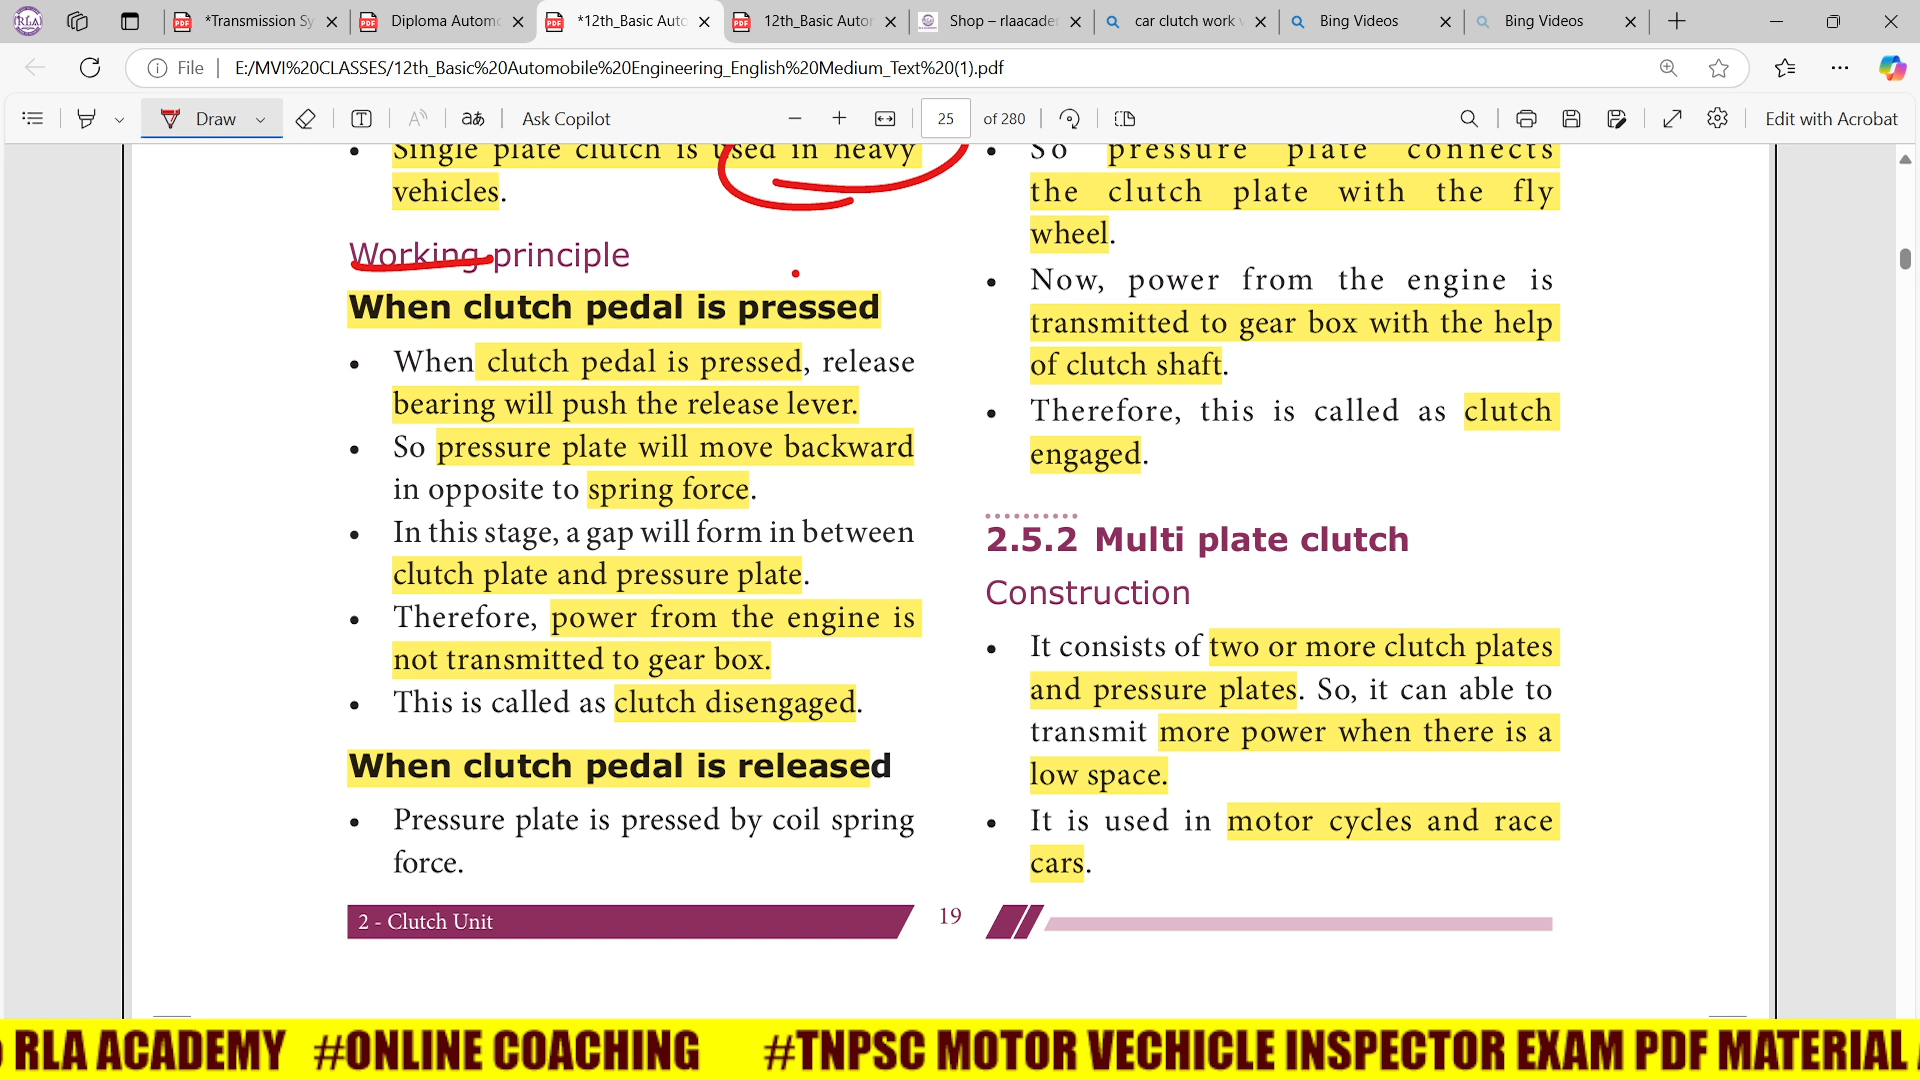 RLA
*Transmission Sy
Diploma Automo
*12th_Basic Auto
12th_Basic Autor
Shop – rlaacader
car clutch work v
Bing Videos
Bing Videos
File
E:/MVI%20CLASSES/12th_Basic%20Automobile%20Engineering_English%20Medium_Text%20(1).pdf
Draw
Ask Copilot
25 of 280
Edit with Acrobat
• Single plate clutch is used in heavy
vehicles.
Working principle
When clutch pedal is pressed
• When clutch pedal is pressed, release
bearing will push the release lever.
• So pressure plate will move backward
in opposite to spring force.
• In this stage, a gap will form in between
clutch plate and pressure plate.
• Therefore, power from the engine is
not transmitted to gear box.
• This is called as clutch disengaged.
When clutch pedal is released
• Pressure plate is pressed by coil spring
force.
• So pressure plate connects
the clutch plate with the fly
wheel.
• Now, power from the engine is
transmitted to gear box with the help
of clutch shaft.
• Therefore, this is called as clutch
engaged.
2.5.2 Multi plate clutch
Construction
• It consists of two or more clutch plates
and pressure plates. So, it can able to
transmit more power when there is a
low space.
• It is used in motor cycles and race
cars.
2 - Clutch Unit
19
RLA ACADEMY #ONLINE COACHING #TNPSC MOTOR VECHICLE INSPECTOR EXAM PDF MATERIAL